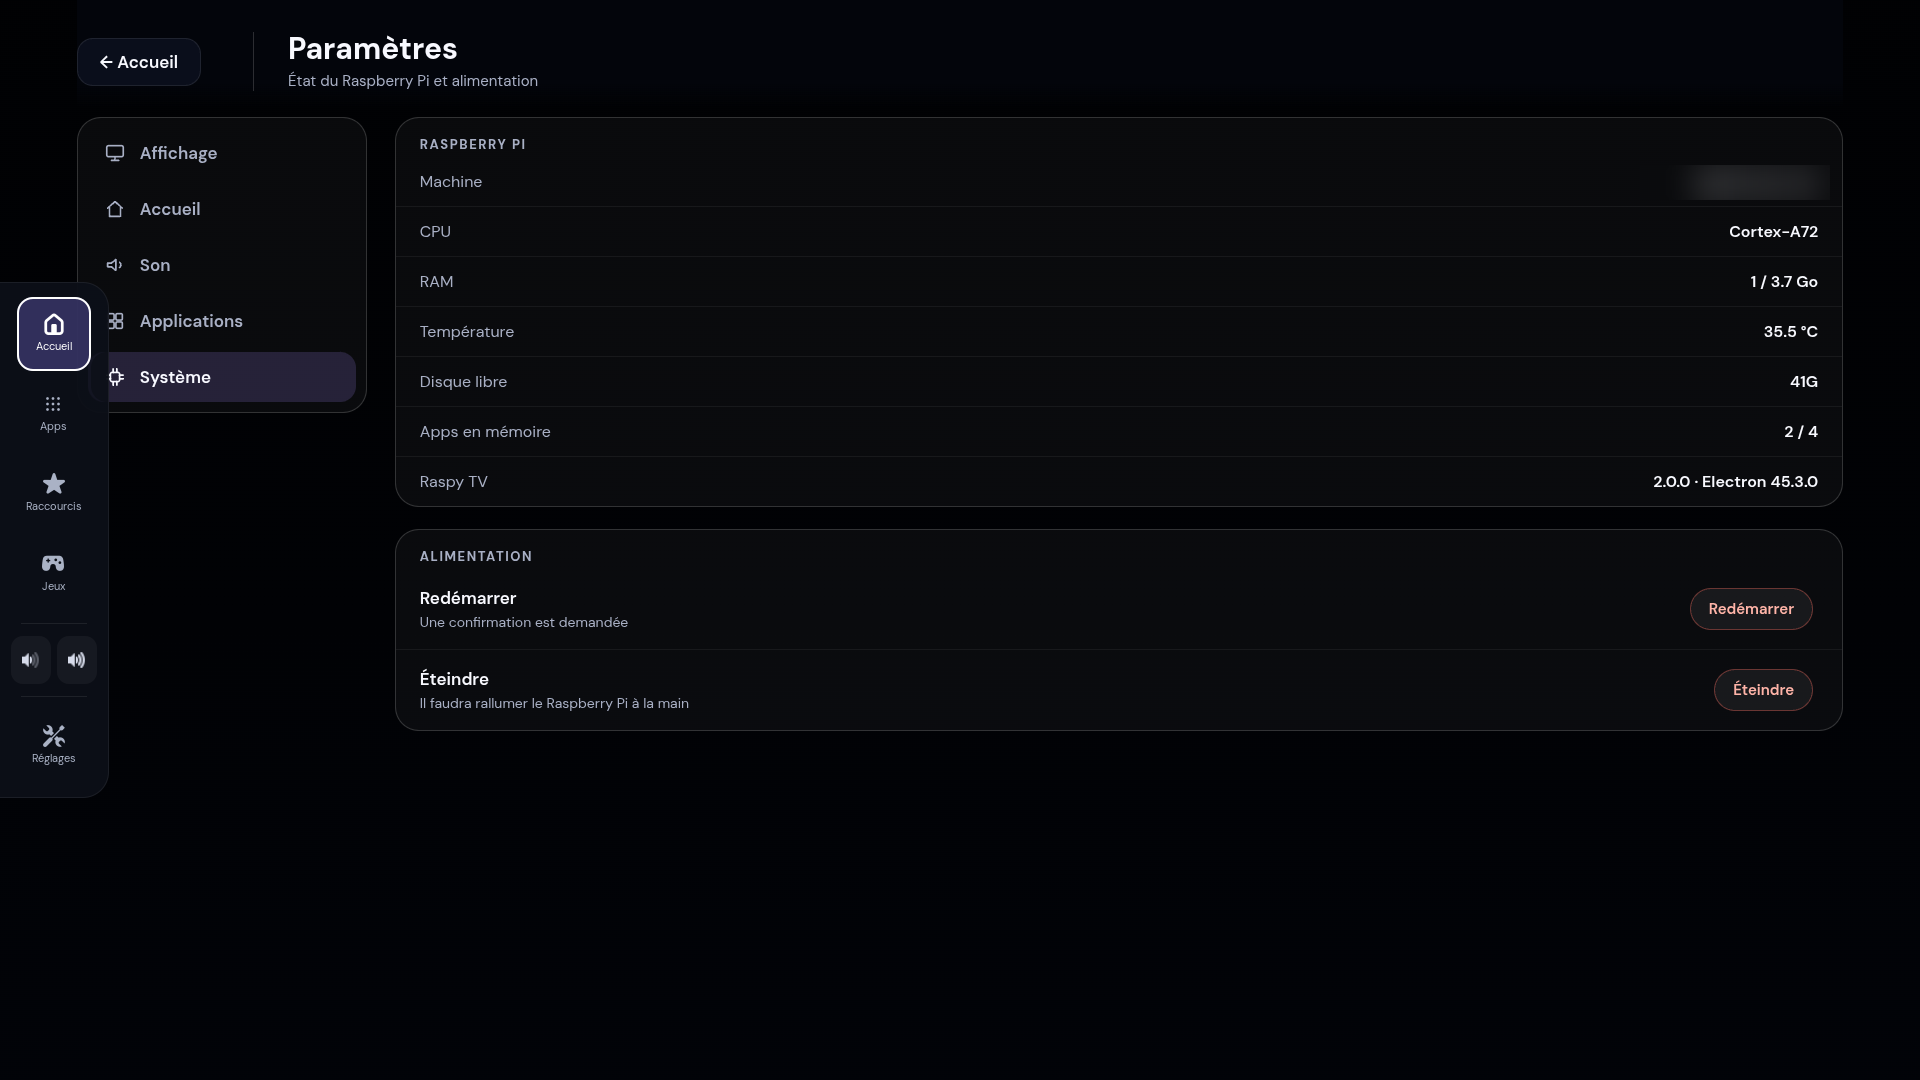 ← Accueil
Paramètres
État du Raspberry Pi et alimentation
Affichage
Accueil
Son
Applications
Système
Accueil
Apps
Raccourcis
Jeux
Réglages
RASPBERRY PI
Machine
CPU Cortex-A72
RAM 1 / 3.7 Go
Température 35.5 °C
Disque libre 41G
Apps en mémoire 2 / 4
Raspy TV 2.0.0 · Electron 45.3.0
ALIMENTATION
Redémarrer
Une confirmation est demandée
Redémarrer
Éteindre
Il faudra rallumer le Raspberry Pi à la main
Éteindre